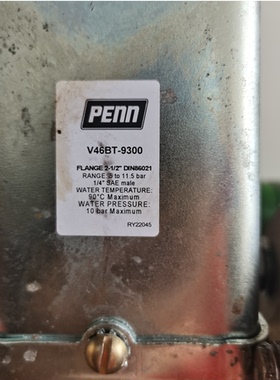 PENN
V46BT-9300
FLANGE 2-1/2" DIN86021
RANGE: 5 to 11.5 bar
1/4" SAE male
WATER TEMPERATURE:
90°C Maximum
WATER PRESSURE:
10 bar Maximum
RY22045